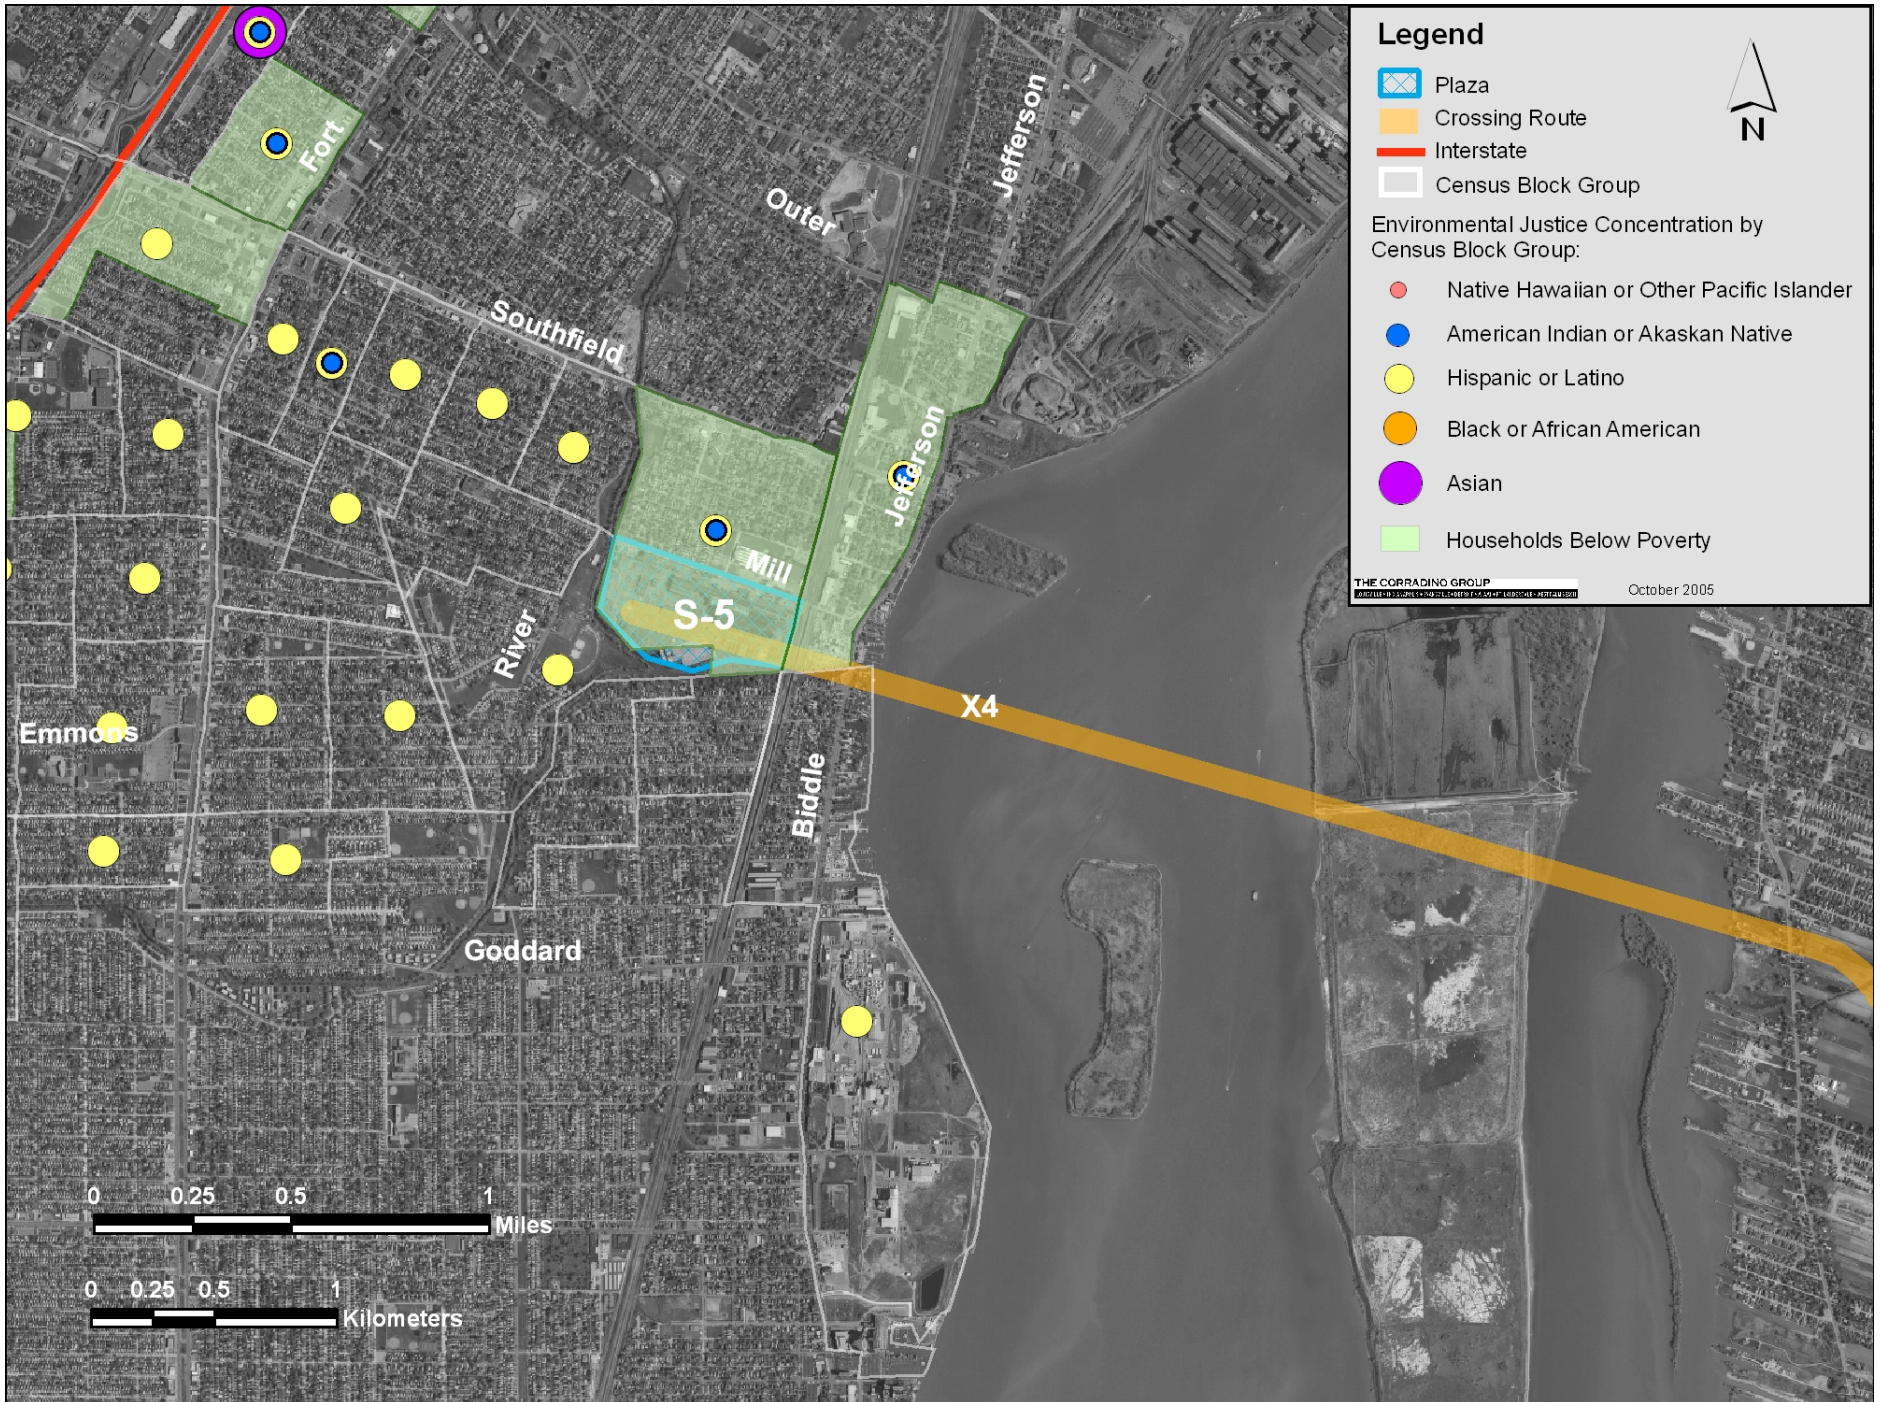 Legend
Plaza
Crossing Route
Interstate
Census Block Group
N
Environmental Justice Concentration by
Census Block Group:
Native Hawaiian or Other Pacific Islander
American Indian or Akaskan Native
Hispanic or Latino
Black or African American
Asian
Households Below Poverty
THE CORRADINO GROUP
October 2005
Fort
Jefferson
Outer
Southfield
Jefferson
Mill
S-5
River
X4
Emmons
Biddle
Goddard
0 0.25 0.5 1
Miles
0 0.25 0.5 1
Kilometers